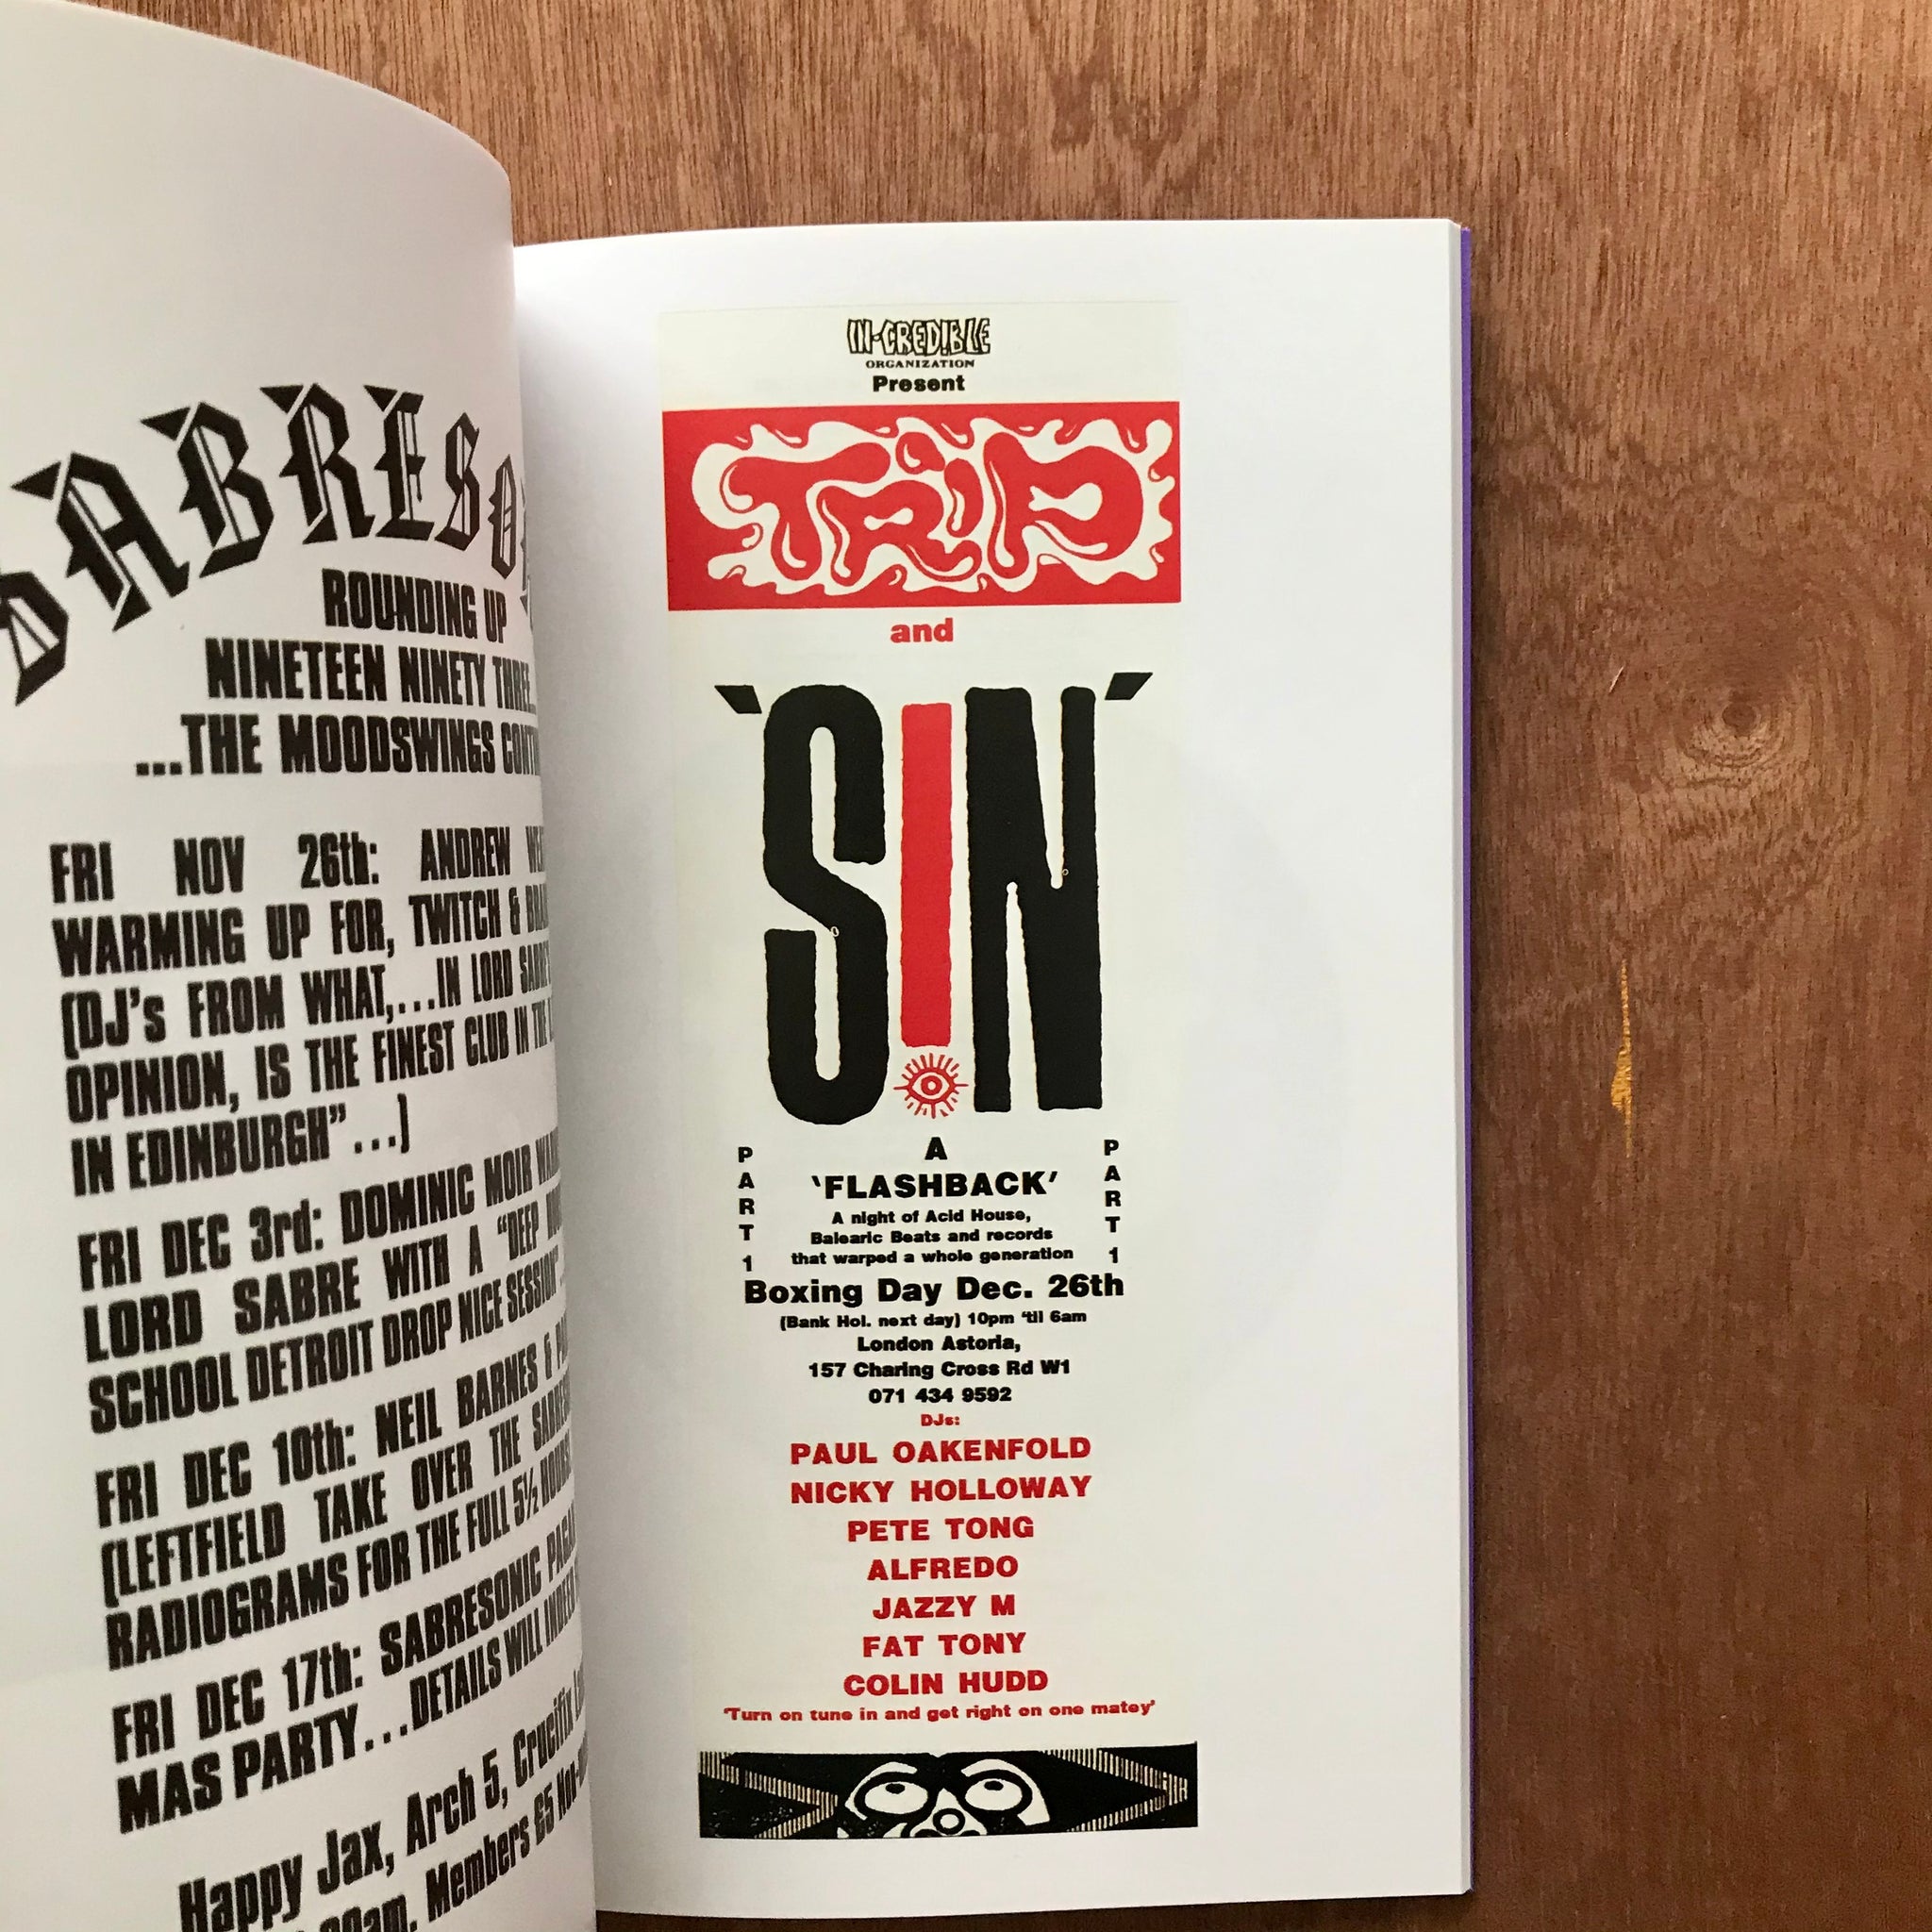 ROUNDING UP
NINETEEN NINETY THREE
...THE MOODSWINGS
FRI NOV 26th: ANDREW
WARMING UP FOR, TWITCH &
(DJ's FROM WHAT,...IN LORD
OPINION, IS THE FINEST CLUB IN
IN EDINBURGH”...)
FRI DEC 3rd: DOMINIC MOIR
LORD SABRE WITH A “DEEP
SCHOOL DETROIT DROP NICE SESSION”
FRI DEC 10th: NEIL BARNES &
(LEFTFIELD TAKE OVER THE
RADIOGRAMS FOR THE FULL 5½
FRI DEC 17th: SABRESONIC
MAS PARTY...DETAILS WILL INDEED
Happy Jax, Arch 5, Crucifix
Members £5
IN-CREDIBLE
ORGANIZATION
Present
TRIP
and
'SIN'
PART 1
A
'FLASHBACK'
A night of Acid House,
Balearic Beats and records
that warped a whole generation
PART 1
Boxing Day Dec. 26th
(Bank Hol. next day) 10pm 'til 6am
London Astoria,
157 Charing Cross Rd W1
071 434 9592
DJs:
PAUL OAKENFOLD
NICKY HOLLOWAY
PETE TONG
ALFREDO
JAZZY M
FAT TONY
COLIN HUDD
'Turn on tune in and get right on one matey'